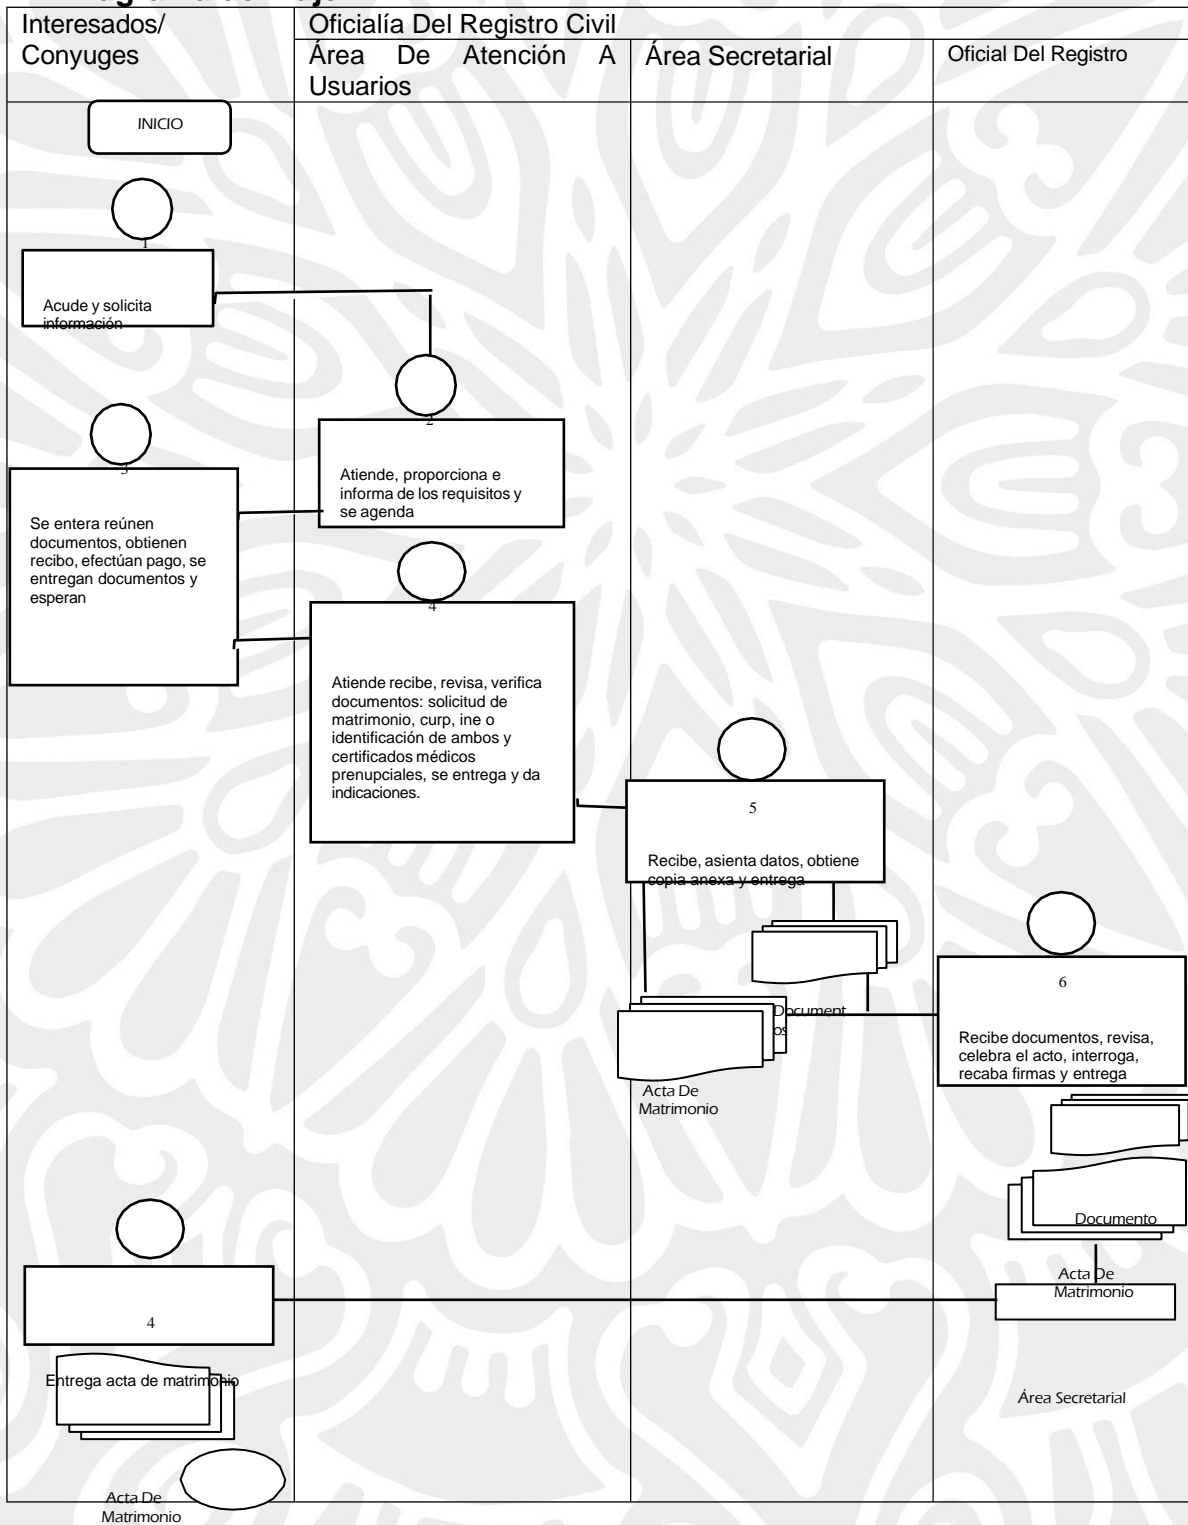 Interesados/
Conyuges
Oficialía Del Registro Civil
Área De Atención A
Usuarios
Área Secretarial
Oficial Del Registro
INICIO
1
Acude y solicita
información
2
Atiende, proporciona e
informa de los requisitos y
se agenda
3
Se entera reúnen
documentos, obtienen
recibo, efectúan pago, se
entregan documentos y
esperan
4
Atiende recibe, revisa, verifica
documentos: solicitud de
matrimonio, curp, ine o
identificación de ambos y
certificados médicos
prenupciales, se entrega y da
indicaciones.
5
Recibe, asienta datos, obtiene
copia anexa y entrega
Document
os
Acta De
Matrimonio
6
Recibe documentos, revisa,
celebra el acto, interroga,
recaba firmas y entrega
Documento
Acta De
Matrimonio
Área Secretarial
4
Entrega acta de matrimonio
Acta De
Matrimonio